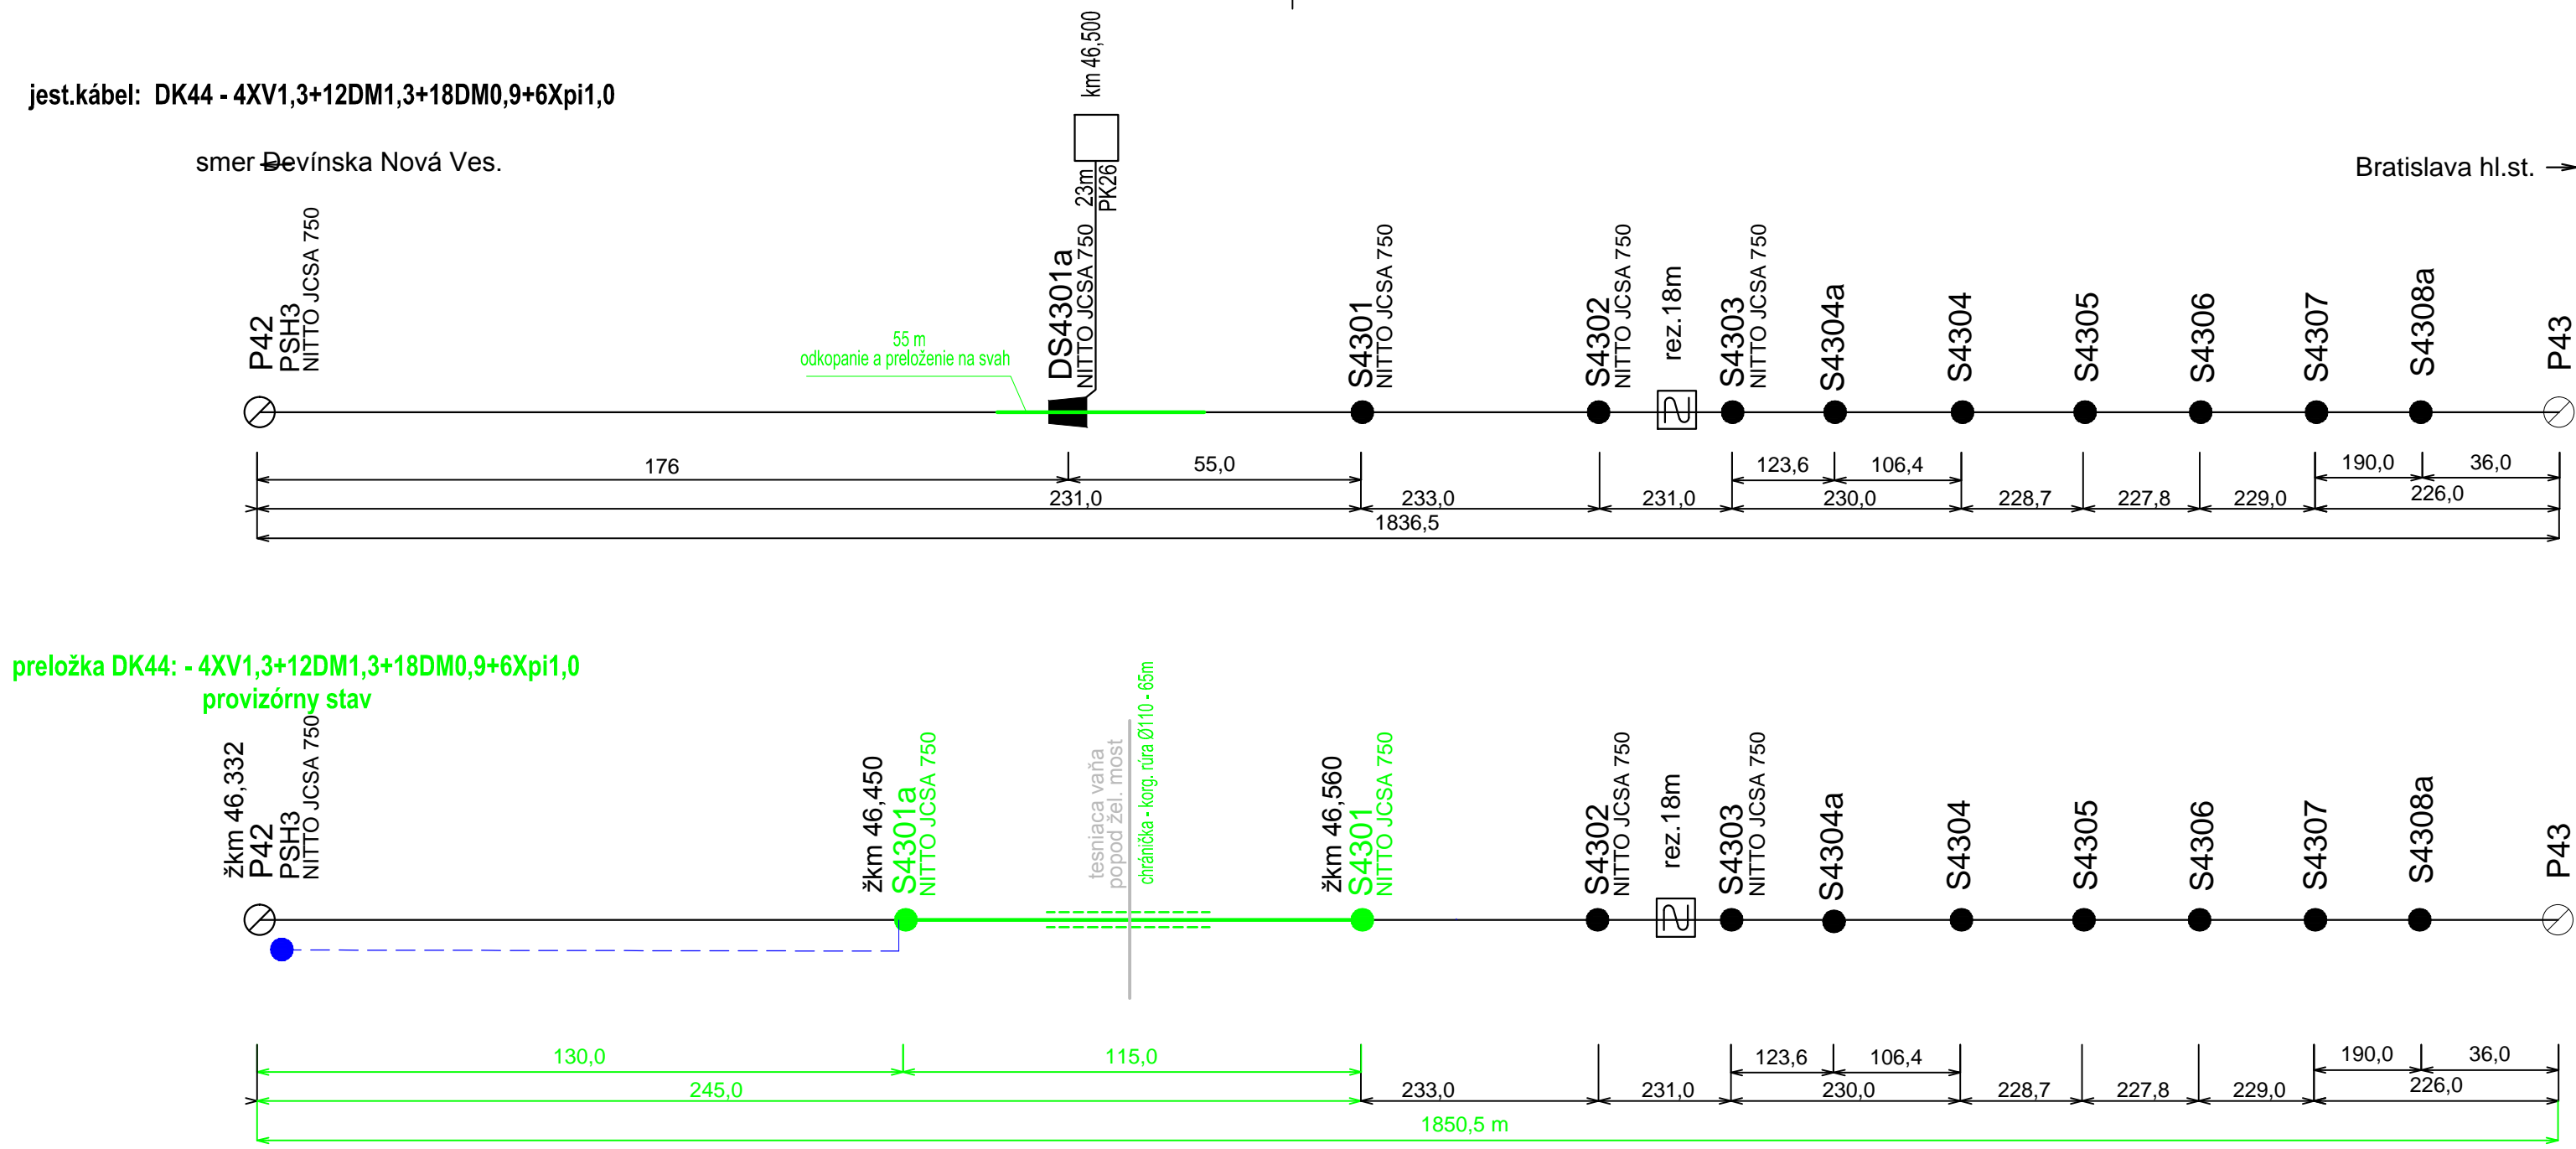 km 46,500
jest.kábel: DK44 - 4XV1,3+12DM1,3+18DM0,9+6Xpi1,0
smer Devínska Nová Ves.
Bratislava hl.st.
23m
PK26
P42
PSH3
NITTO JCSA 750
55 m
odkopanie a preloženie na svah
DS4301a
NITTO JCSA 750
S4301
NITTO JCSA 750
S4302
NITTO JCSA 750
rez.18m
S4303
NITTO JCSA 750
S4304a
S4304
S4305
S4306
S4307
S4308a
P43
176
55,0
123,6
106,4
190,0
36,0
231,0
233,0
231,0
230,0
228,7
227,8
229,0
226,0
1836,5
preložka DK44: - 4XV1,3+12DM1,3+18DM0,9+6Xpi1,0
provizórny stav
žkm 46,332
P42
PSH3
NITTO JCSA 750
žkm 46,450
S4301a
NITTO JCSA 750
tesniaca vaňa
popod žel. most
chránička - korg. rúra Ø110 - 65m
žkm 46,560
S4301
NITTO JCSA 750
S4302
NITTO JCSA 750
rez.18m
S4303
NITTO JCSA 750
S4304a
S4304
S4305
S4306
S4307
S4308a
P43
130,0
115,0
123,6
106,4
190,0
36,0
245,0
233,0
231,0
230,0
228,7
227,8
229,0
226,0
1850,5 m